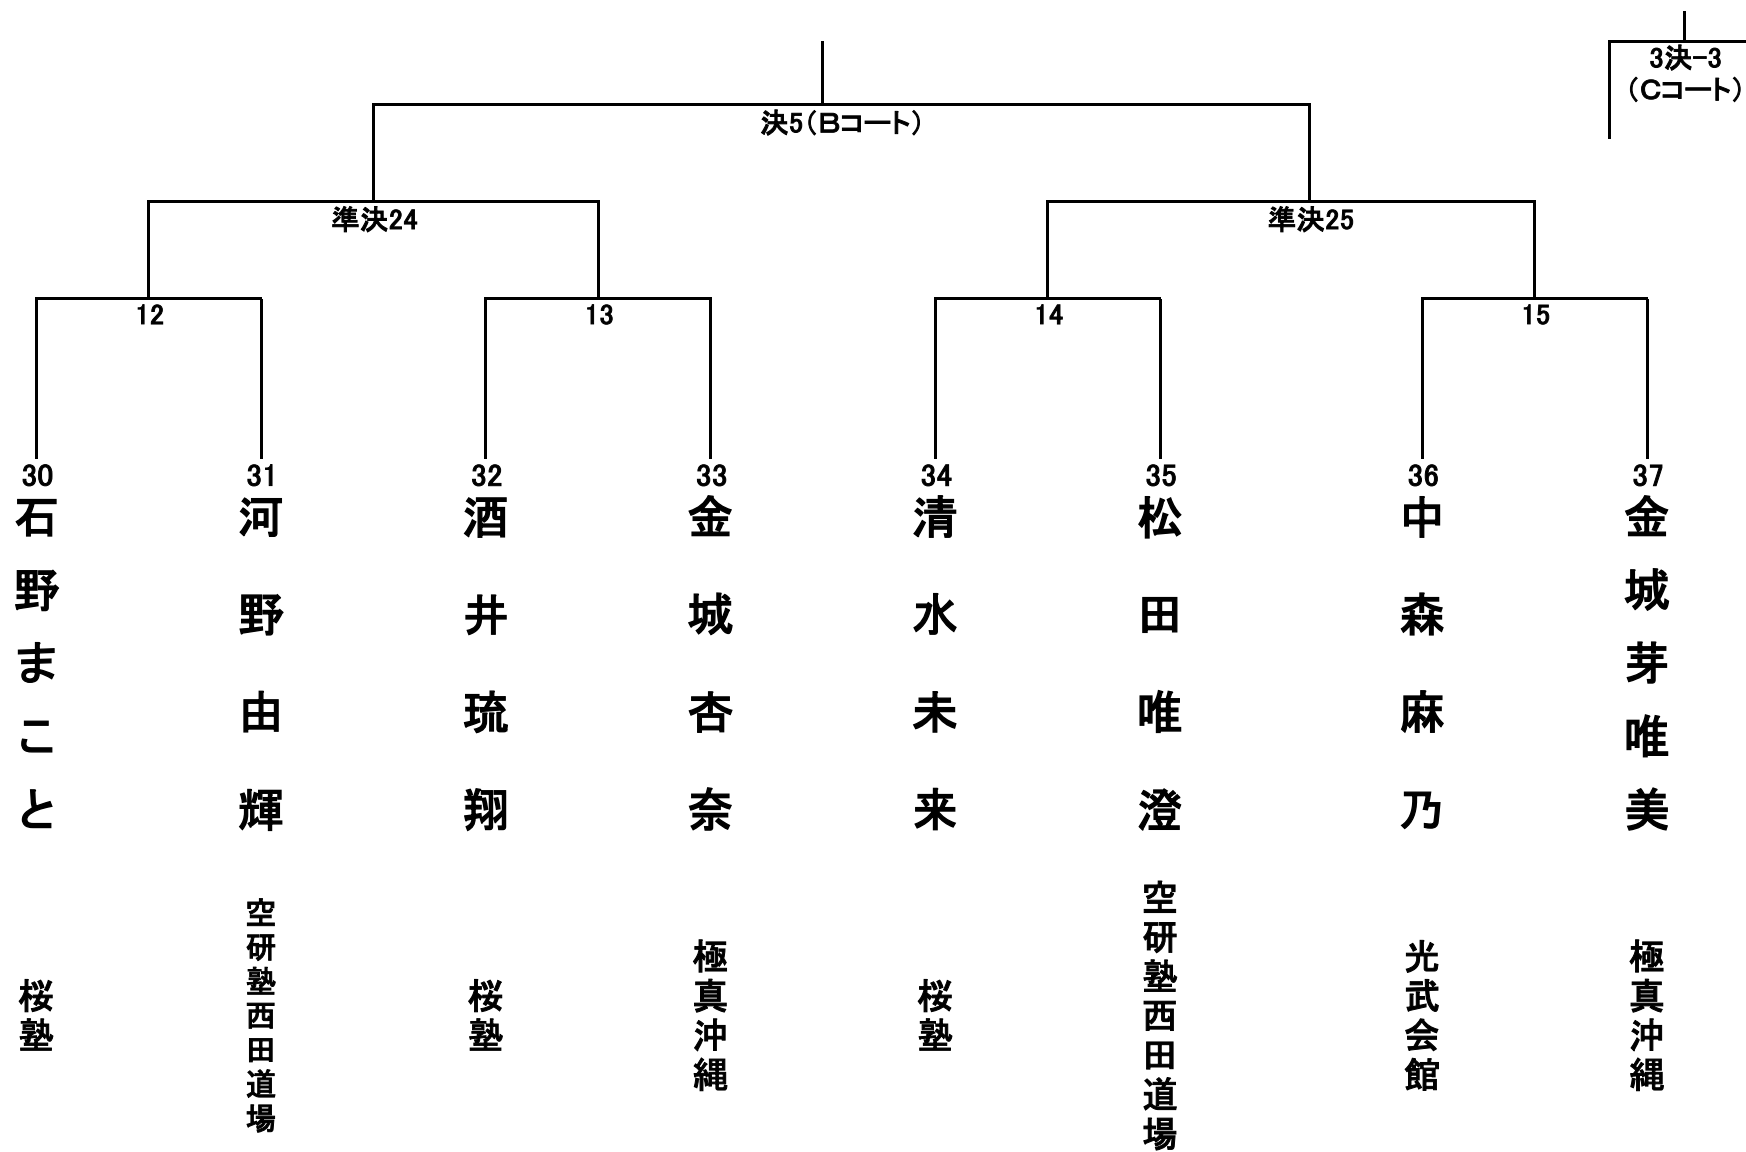 3決-3
（Cコート）
決5（Bコート）
準決24
準決25
12
13
14
15
30
31
32
33
34
35
36
37
石野まこと
河野由輝
酒井琉翔
金城杏奈
清水未来
松田唯澄
中森麻乃
金城芽唯美
桜塾
空研塾西田道場
桜塾
極真沖縄
桜塾
空研塾西田道場
光武会館
極真沖縄